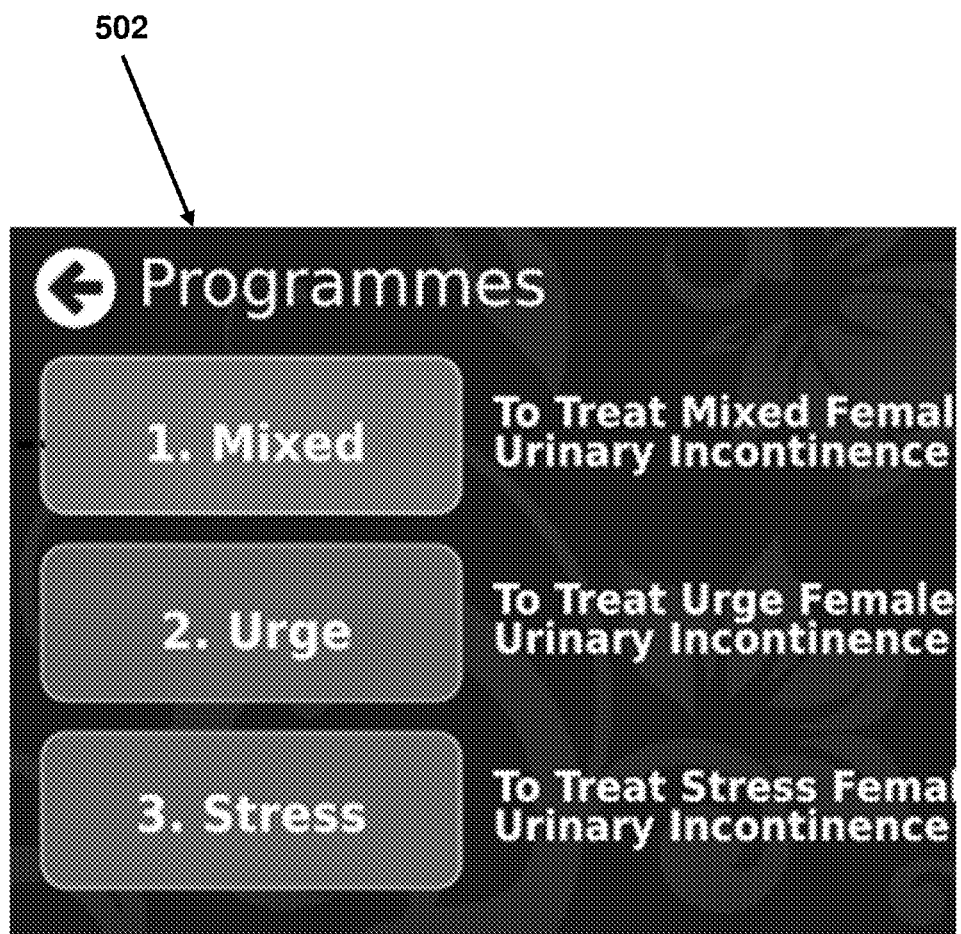 502
Programmes
1. Mixed
To Treat Mixed Femal
Urinary Incontinence
2. Urge
To Treat Urge Female
Urinary Incontinence
3. Stress
To Treat Stress Femal
Urinary Incontinence